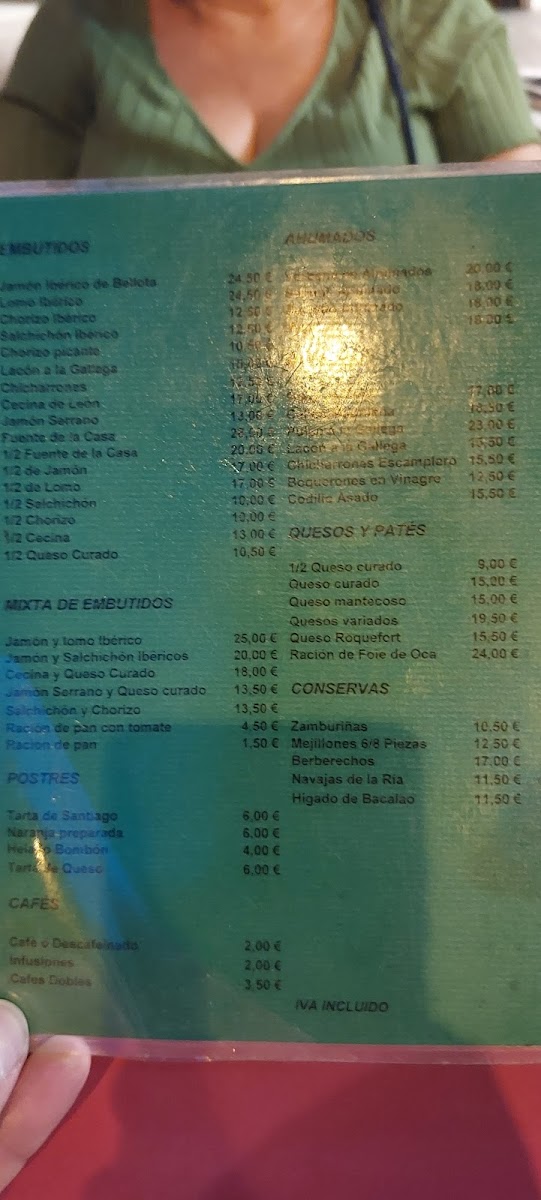 EMBUTIDOS
Jamón Ibérico de Bellota 24,50 €
Lomo Ibérico 24,50 €
Chorizo Ibérico 12,50 €
Salchichón Ibérico 12,50 €
Chorizo picante
Lacón a la Gallega
Chicharrones
Cecina de León 17,00 €
Jamón Serrano 13,00 €
Fuente de la Casa
1/2 Fuente de la Casa 20,00 €
1/2 de Jamón 17,00 €
1/2 de Lomo 17,00 €
1/2 Salchichón 10,00 €
1/2 Chorizo 10,00 €
1/2 Cecina 13,00 €
1/2 Queso Curado 10,50 €
MIXTA DE EMBUTIDOS
Jamón y lomo Ibérico 25,00 €
Jamón y Salchichón Ibéricos 20,00 €
Cecina y Queso Curado 18,00 €
Jamón Serrano y Queso curado 13,50 €
Salchichón y Chorizo 13,50 €
Ración de pan con tomate 4,50 €
Ración de pan 1,50 €
POSTRES
Tarta de Santiago 6,00 €
Naranja preparada 6,00 €
Helado Bombón 4,00 €
Tarta de Queso 6,00 €
CAFÉS
Café o Descafeinado 2,00 €
Infusiones 2,00 €
Cafes Dobles 3,50 €
AHUMADOS
Ahumados 20,00 €
18,00 €
18,00 €
18,00 €
17,00 €
18,50 €
Gallega 23,00 €
Lacón a la Gallega 15,50 €
Chicharrones Escamplero 15,50 €
Boquerones en Vinagre 12,50 €
Codillo Asado 15,50 €
QUESOS Y PATÉS
1/2 Queso curado 9,00 €
Queso curado 15,00 €
Queso mantecoso 15,00 €
Quesos variados 19,50 €
Queso Roquefort 15,50 €
Ración de Foie de Oca 24,00 €
CONSERVAS
Zamburiñas 10,50 €
Mejillones 6/8 Piezas 12,50 €
Berberechos 17,00 €
Navajas de la Ría 11,50 €
Higado de Bacalao 11,50 €
IVA INCLUIDO